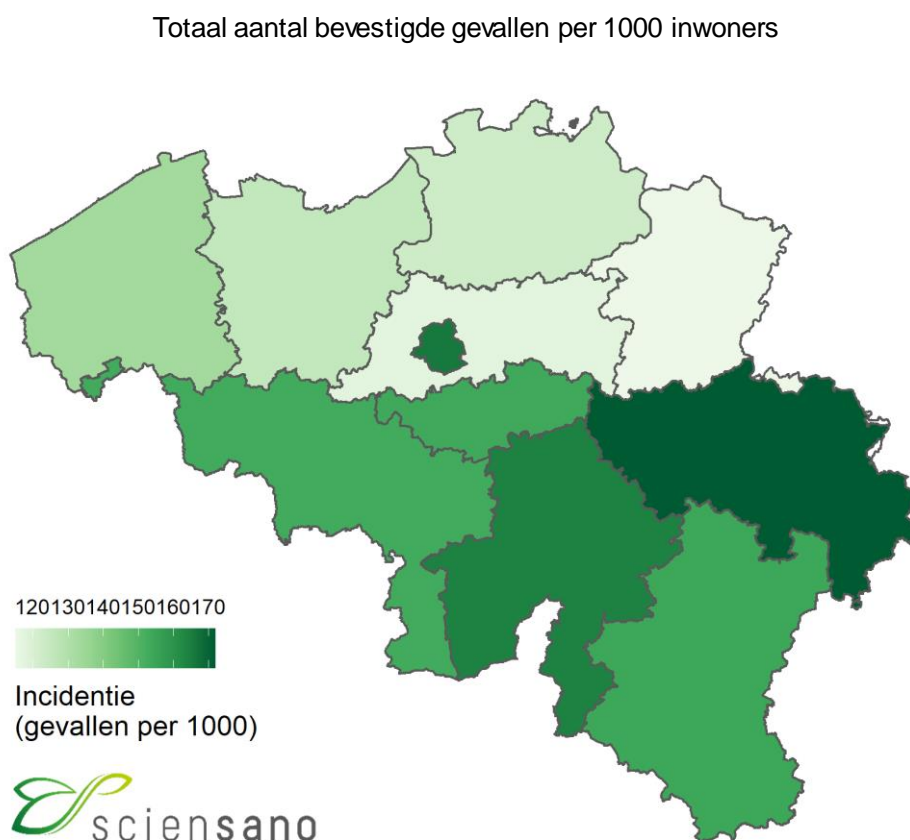 Totaal aantal bevestigde gevallen per 1000 inwoners
120130140150160170
Incidentie
(gevallen per 1000)
sciensano